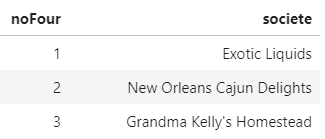 noFour societe
1 Exotic Liquids
2 New Orleans Cajun Delights
3 Grandma Kelly's Homestead